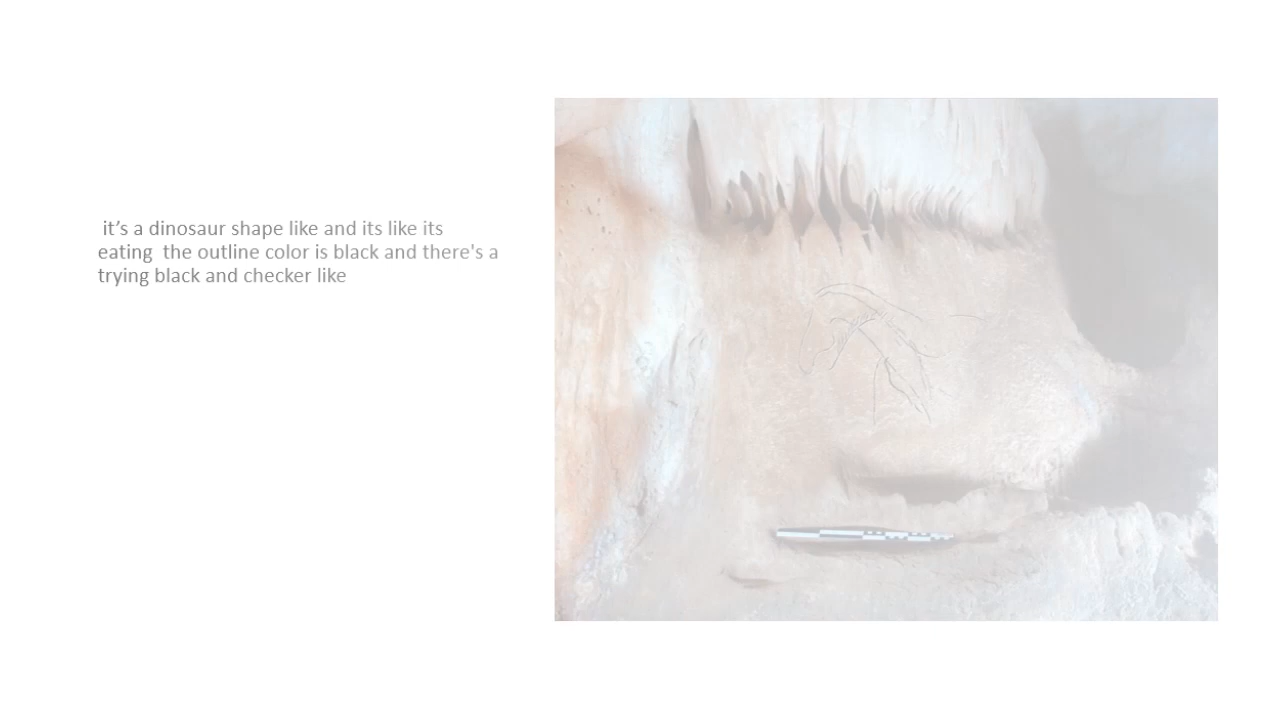 it’s a dinosaur shape like and its like its
eating  the outline color is black and there's a
trying black and checker like